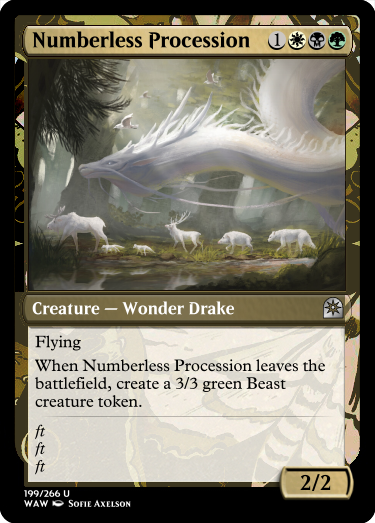 Numberless Procession 1
Creature — Wonder Drake
Flying
When Numberless Procession leaves the
battlefield, create a 3/3 green Beast
creature token.
ft
ft
ft
2/2
199/266 U
WAW Sofie Axelson